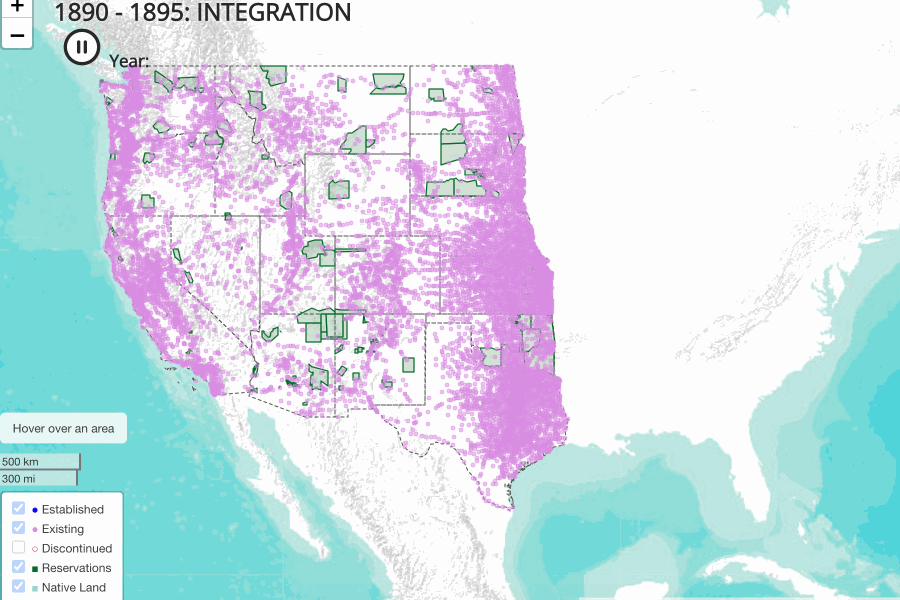 +
1890 - 1895: INTEGRATION
−
Year:
Hover over an area
500 km
300 mi
Established
Existing
Discontinued
Reservations
Native Land